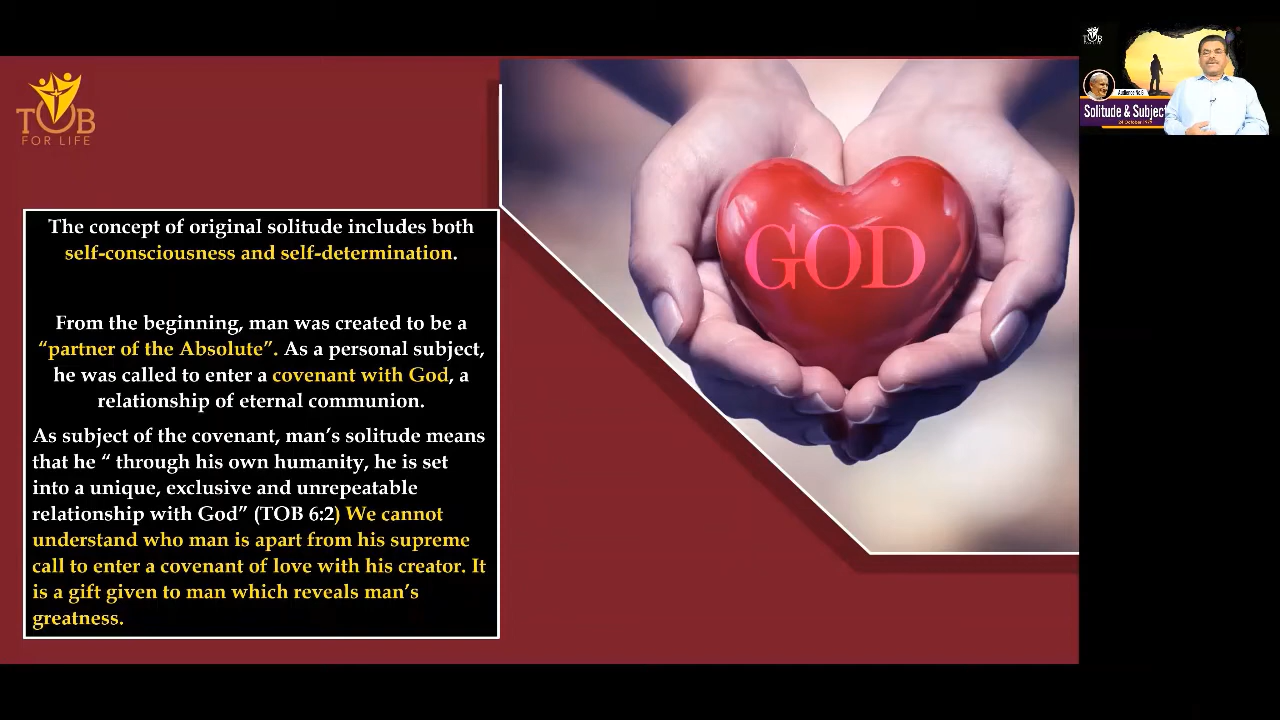 TOB
FOR LIFE
The concept of original solitude includes both
self-consciousness and self-determination.
From the beginning, man was created to be a
“partner of the Absolute”. As a personal subject,
he was called to enter a covenant with God, a
relationship of eternal communion.
As subject of the covenant, man’s solitude means
that he “ through his own humanity, he is set
into a unique, exclusive and unrepeatable
relationship with God” (TOB 6:2) We cannot
understand who man is apart from his supreme
call to enter a covenant of love with his creator. It
is a gift given to man which reveals man’s
greatness.
GOD
TOB
Solitude & Subject